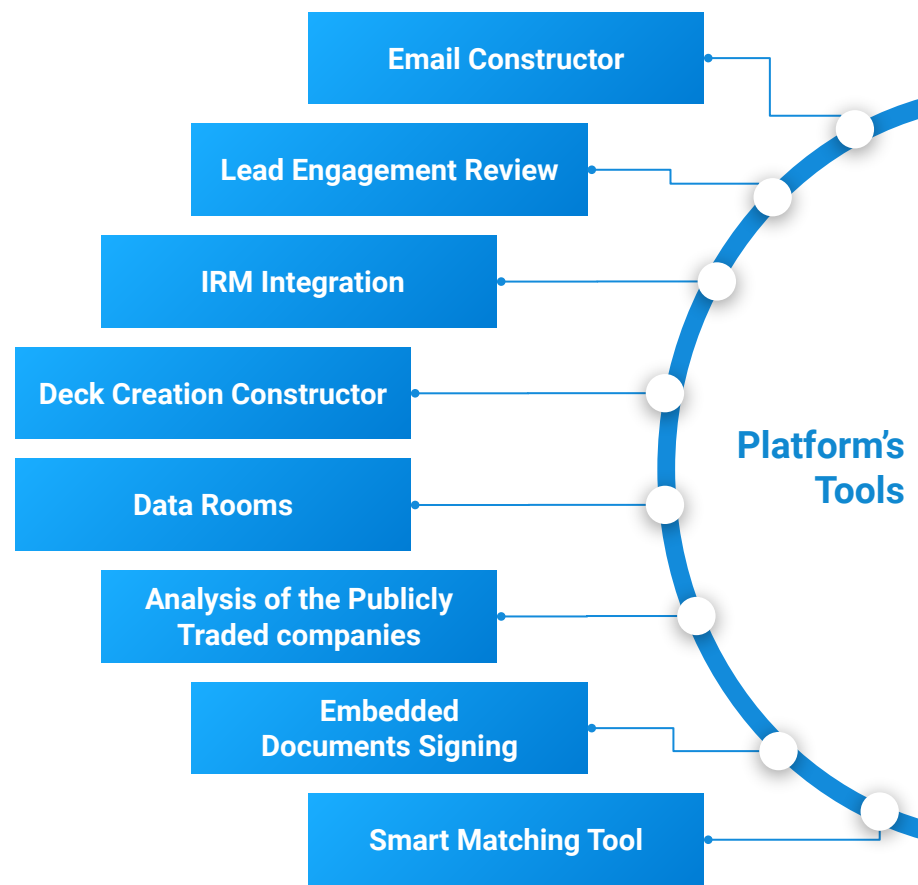 Email Constructor
Lead Engagement Review
IRM Integration
Deck Creation Constructor
Data Rooms
Analysis of the Publicly
Traded companies
Embedded
Documents Signing
Smart Matching Tool
Platform’s
Tools